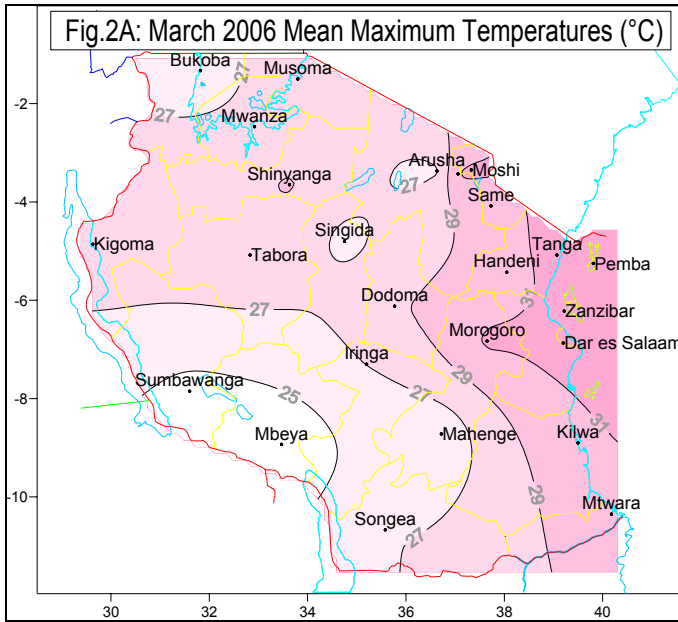 Fig.2A: March 2006 Mean Maximum Temperatures (°C)
Bukoba
27
Musoma
-2
27
Mwanza
Arusha
Moshi
Shinyanga
27
Same
-4
29
Singida
Kigoma
Tabora
Tanga
Handeni
Pemba
Dodoma
31
-6
27
Zanzibar
Morogoro
Dar es Salaam
Iringa
29
Sumbawanga
25
27
31
-8
Mbeya
Mahenge
Kilwa
29
-10
Mtwara
Songea
27
30 32 34 36 38 40